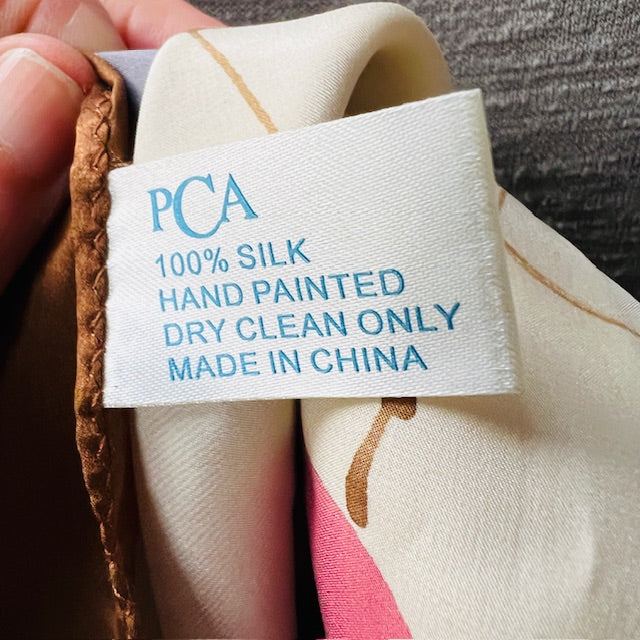 PCA
100% SILK
HAND PAINTED
DRY CLEAN ONLY
MADE IN CHINA